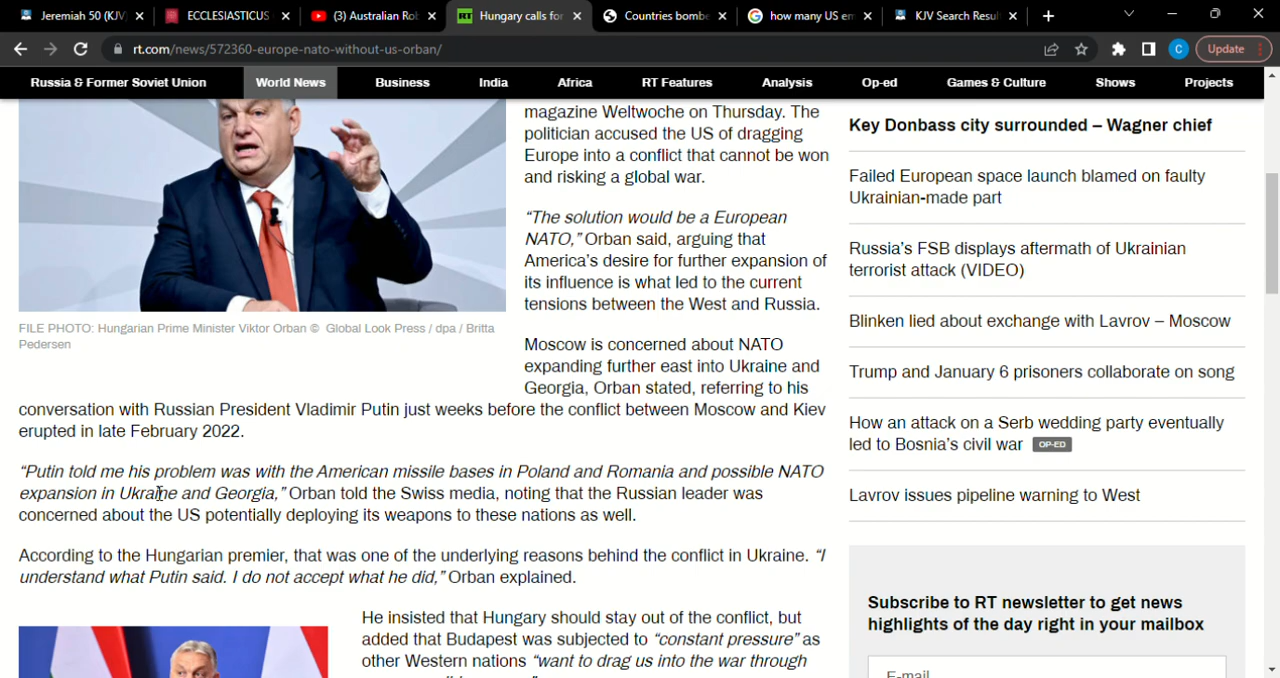 Jeremiah 50 (KJV)
ECCLESIASTICUS
(3) Australian Ro
RT
Hungary calls for
Countries bombe
how many US em
KJV Search Resul
rt.com/news/572360-europe-nato-without-us-orban/
C
Update
Russia & Former Soviet Union
World News
Business
India
Africa
RT Features
Analysis
Op-ed
Games & Culture
Shows
Projects
magazine Weltwoche on Thursday. The
politician accused the US of dragging
Europe into a conflict that cannot be won
and risking a global war.
“The solution would be a European
NATO,” Orban said, arguing that
America’s desire for further expansion of
its influence is what led to the current
tensions between the West and Russia.
FILE PHOTO: Hungarian Prime Minister Viktor Orban © Global Look Press / dpa / Britta
Pedersen
Moscow is concerned about NATO
expanding further east into Ukraine and
Georgia, Orban stated, referring to his
conversation with Russian President Vladimir Putin just weeks before the conflict between Moscow and Kiev
erupted in late February 2022.
“Putin told me his problem was with the American missile bases in Poland and Romania and possible NATO
expansion in Ukraine and Georgia,” Orban told the Swiss media, noting that the Russian leader was
concerned about the US potentially deploying its weapons to these nations as well.
According to the Hungarian premier, that was one of the underlying reasons behind the conflict in Ukraine. “I
understand what Putin said. I do not accept what he did,” Orban explained.
He insisted that Hungary should stay out of the conflict, but
added that Budapest was subjected to “constant pressure” as
other Western nations “want to drag us into the war through
Key Donbass city surrounded – Wagner chief
Failed European space launch blamed on faulty
Ukrainian-made part
Russia’s FSB displays aftermath of Ukrainian
terrorist attack (VIDEO)
Blinken lied about exchange with Lavrov – Moscow
Trump and January 6 prisoners collaborate on song
How an attack on a Serb wedding party eventually
led to Bosnia’s civil war OP-ED
Lavrov issues pipeline warning to West
Subscribe to RT newsletter to get news
highlights of the day right in your mailbox
E-mail